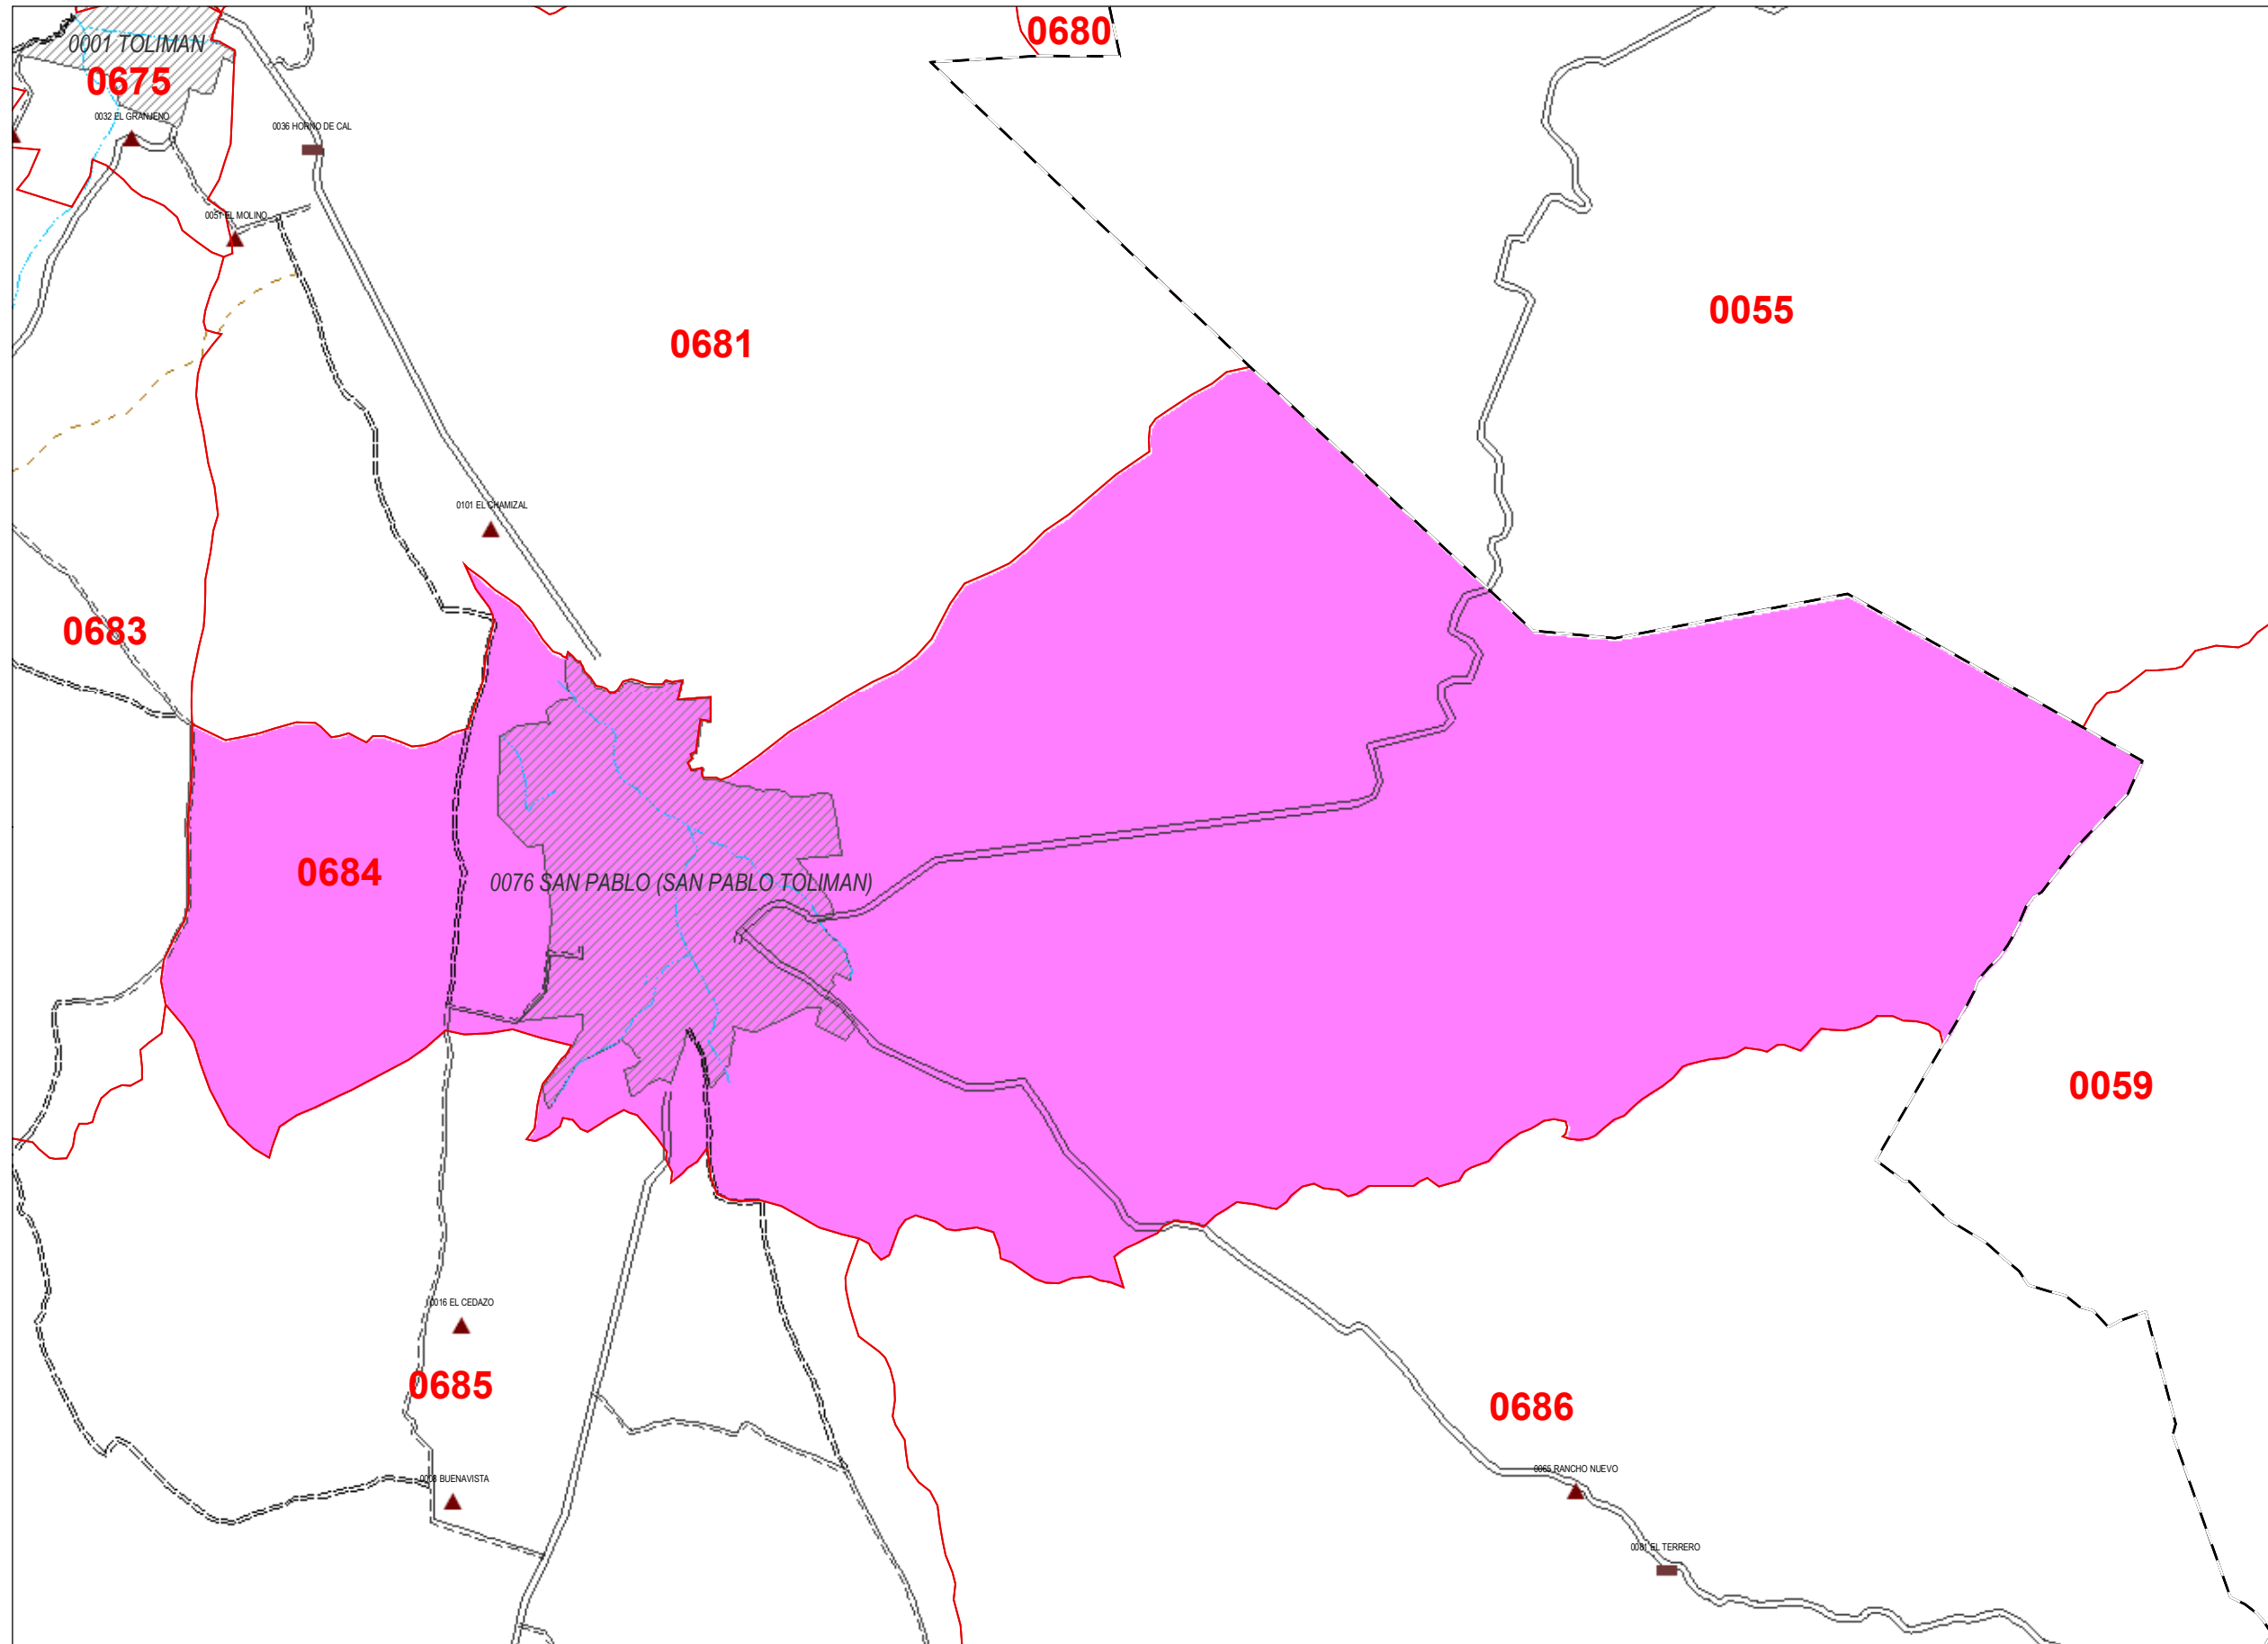 0680
0001 TOLIMAN
0675
0032 EL GRANJENO
0036 HORNO DE CAL
0051 EL MOLINO
0055
0681
0101 EL CHAMIZAL
0683
0684
0076 SAN PABLO (SAN PABLO TOLIMAN)
0059
0016 EL CEDAZO
0685
0686
BUENAVISTA
0065 RANCHO NUEVO
0081 EL TERRERO